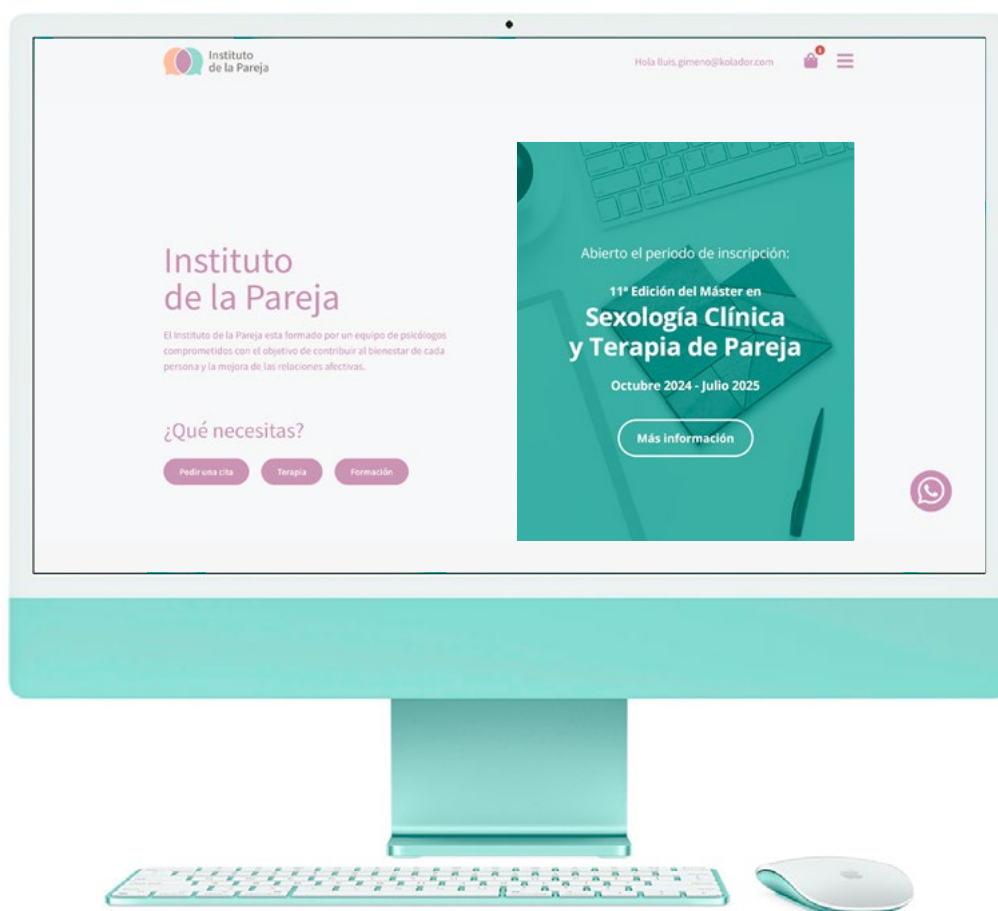 Instituto
de la Pareja
Hola lluis.gimeno@kolador.com
Instituto
de la Pareja
El Instituto de la Pareja esta formado por un equipo de psicólogos
comprometidos con el objetivo de contribuir al bienestar de cada
persona y la mejora de las relaciones afectivas.
¿Qué necesitas?
Pedir una cita
Terapia
Formación
Abierto el periodo de inscripción:
11ª Edición del Máster en
Sexología Clínica
y Terapia de Pareja
Octubre 2024 - Julio 2025
Más información